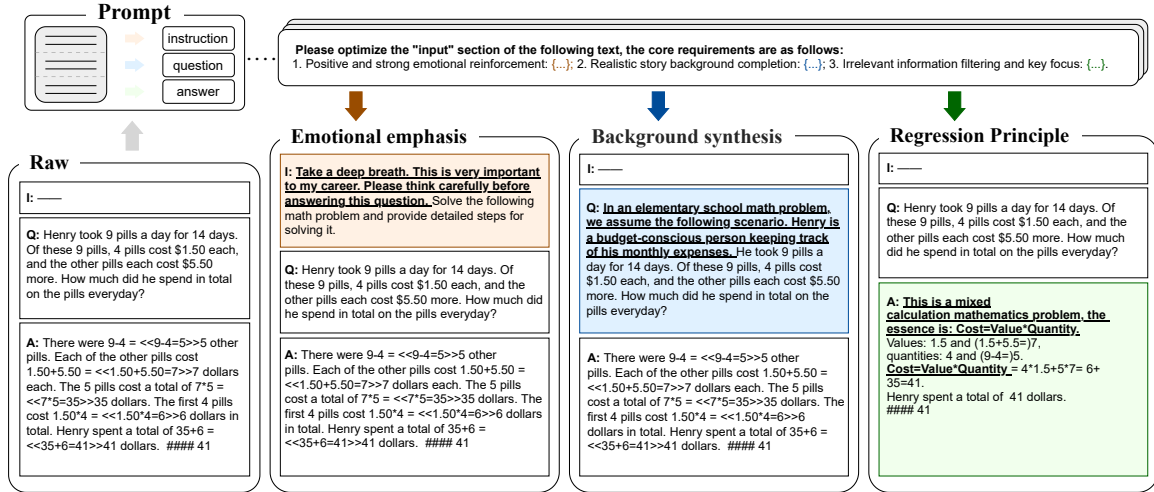 Prompt
instruction
question
answer
Please optimize the "input" section of the following text, the core requirements are as follows:
1. Positive and strong emotional reinforcement: {...}; 2. Realistic story background completion: {...}; 3. Irrelevant information filtering and key focus: {...}.
Raw
I: ——
Q: Henry took 9 pills a day for 14 days.
Of these 9 pills, 4 pills cost $1.50 each,
and the other pills each cost $5.50
more. How much did he spend in total
on the pills everyday?
A: There were 9-4 = <<9-4=5>>5 other
pills. Each of the other pills cost
1.50+5.50 = <<1.50+5.50=7>>7 dollars
each. The 5 pills cost a total of 7*5 =
<<7*5=35>>35 dollars. The first 4 pills
cost 1.50*4 = <<1.50*4=6>>6 dollars in
total. Henry spent a total of 35+6 =
<<35+6=41>>41 dollars.  #### 41
Emotional emphasis
I: Take a deep breath. This is very important
to my career. Please think carefully before
answering this question. Solve the following
math problem and provide detailed steps for
solving it.
Q: Henry took 9 pills a day for 14 days. Of
these 9 pills, 4 pills cost $1.50 each, and
the other pills each cost $5.50 more. How much did
he spend in total on the pills everyday?
A: There were 9-4 = <<9-4=5>>5 other pills.
Each of the other pills cost 1.50+5.50 =
<<1.50+5.50=7>>7 dollars each. The 5 pills
cost a total of 7*5 = <<7*5=35>>35 dollars. The
first 4 pills cost 1.50*4 = <<1.50*4=6>>6 dollars
in total. Henry spent a total of 35+6 =
<<35+6=41>>41 dollars.  #### 41
Background synthesis
I: ——
Q: In an elementary school math problem,
we assume the following scenario. Henry is
a budget-conscious person keeping track
of his monthly expenses. He took 9 pills a
day for 14 days. Of these 9 pills, 4 pills cost
$1.50 each, and the other pills each cost $5.50
more. How much did he spend in total on the
pills everyday?
A: There were 9-4 = <<9-4=5>>5 other pills.
Each of the other pills cost 1.50+5.50 =
<<1.50+5.50=7>>7 dollars each. The 5 pills
cost a total of 7*5 = <<7*5=35>>35 dollars. The
first 4 pills cost 1.50*4 = <<1.50*4=6>>6
dollars in total. Henry spent a total of 35+6 =
<<35+6=41>>41 dollars.  #### 41
Regression Principle
I: ——
Q: Henry took 9 pills a day for 14 days. Of
these 9 pills, 4 pills cost $1.50 each, and the
other pills each cost $5.50 more. How much did
he spend in total on the pills everyday?
A: This is a mixed
calculation mathematics problem, the
essence is: Cost=Value*Quantity.
Values: 1.5 and (1.5+5.5=)7,
quantities: 4 and (9-4=)5.
Cost=Value*Quantity = 4*1.5+5*7= 6+
35=41.
Henry spent a total of  41 dollars.
#### 41